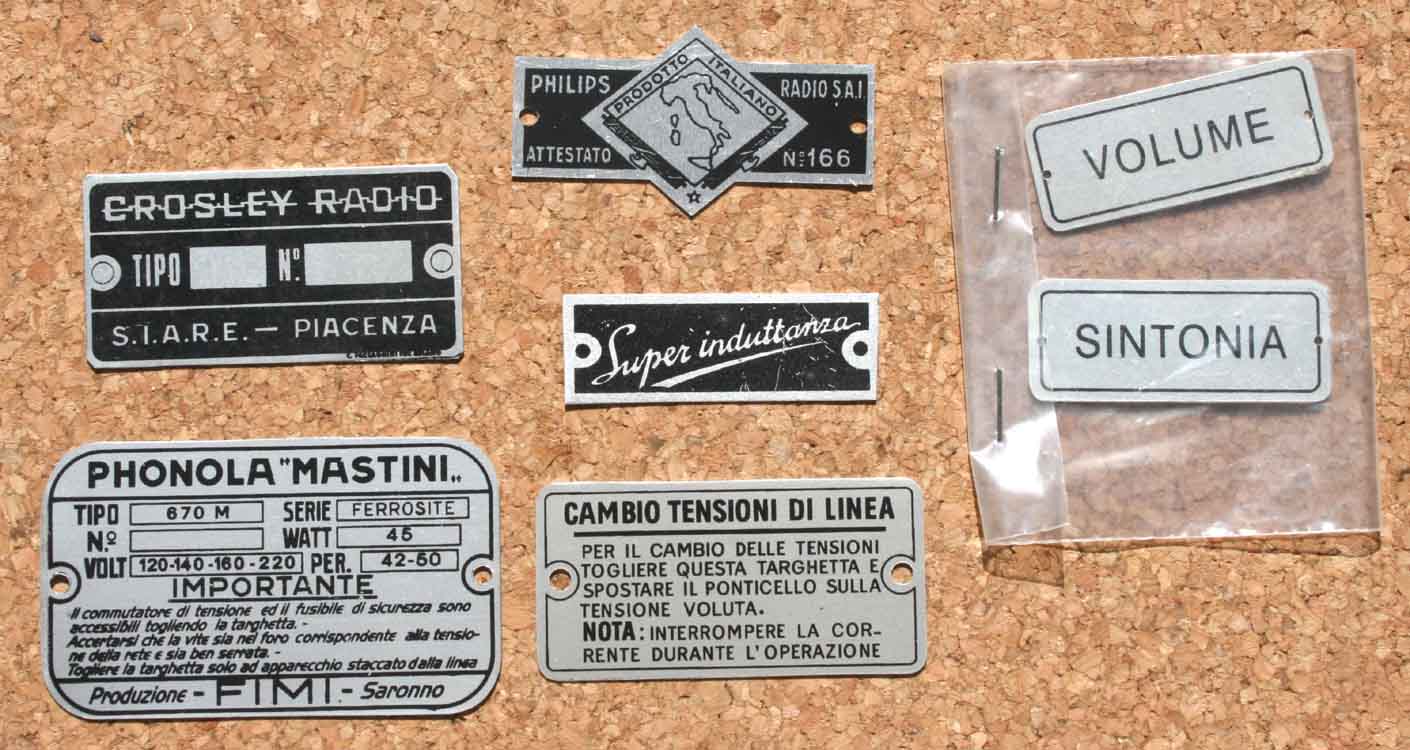 PHILIPS
PRODOTTO ITALIANO
RADIO S.A.I.
ATTESTATO
Nº 166
CROSLEY RADIO
TIPO Nº.
S.I.A.R.E. — PIACENZA
Super induttanza
VOLUME
SINTONIA
PHONOLA "MASTINI„
TIPO 670 M SERIE FERROSITE
N.º WATT 45
VOLT 120-140-160-220 PER. 42-50
IMPORTANTE
Il commutatore di tensione ed il fusibile di sicurezza sono
accessibili togliendo la targhetta. -
Accertarsi che la vite sia nel foro corrispondente alla tensio-
ne della rete e sia ben serrata. -
Togliere la targhetta solo ad apparecchio staccato dalla linea
Produzione - FIMI - Saronno
CAMBIO TENSIONI DI LINEA
PER IL CAMBIO DELLE TENSIONI
TOGLIERE QUESTA TARGHETTA E
SPOSTARE IL PONTICELLO SULLA
TENSIONE VOLUTA.
NOTA: INTERROMPERE LA COR-
RENTE DURANTE L'OPERAZIONE